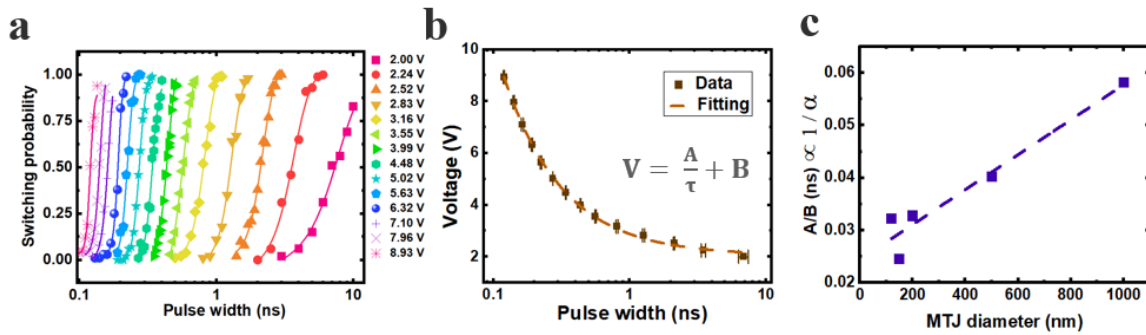 a
Switching probability
1.00
0.75
0.50
0.25
0.00
0.1
1
10
Pulse width (ns)
2.00 V
2.24 V
2.52 V
2.83 V
3.16 V
3.55 V
3.99 V
4.48 V
5.02 V
5.63 V
6.32 V
7.10 V
7.96 V
8.93 V
b
Voltage (V)
10
8
6
4
2
0.1
1
10
Pulse width (ns)
Data
Fitting
V = A/τ + B
c
A/B (ns) ∝ 1 / α
0.06
0.05
0.04
0.03
0.02
200
400
600
800
1000
MTJ diameter (nm)